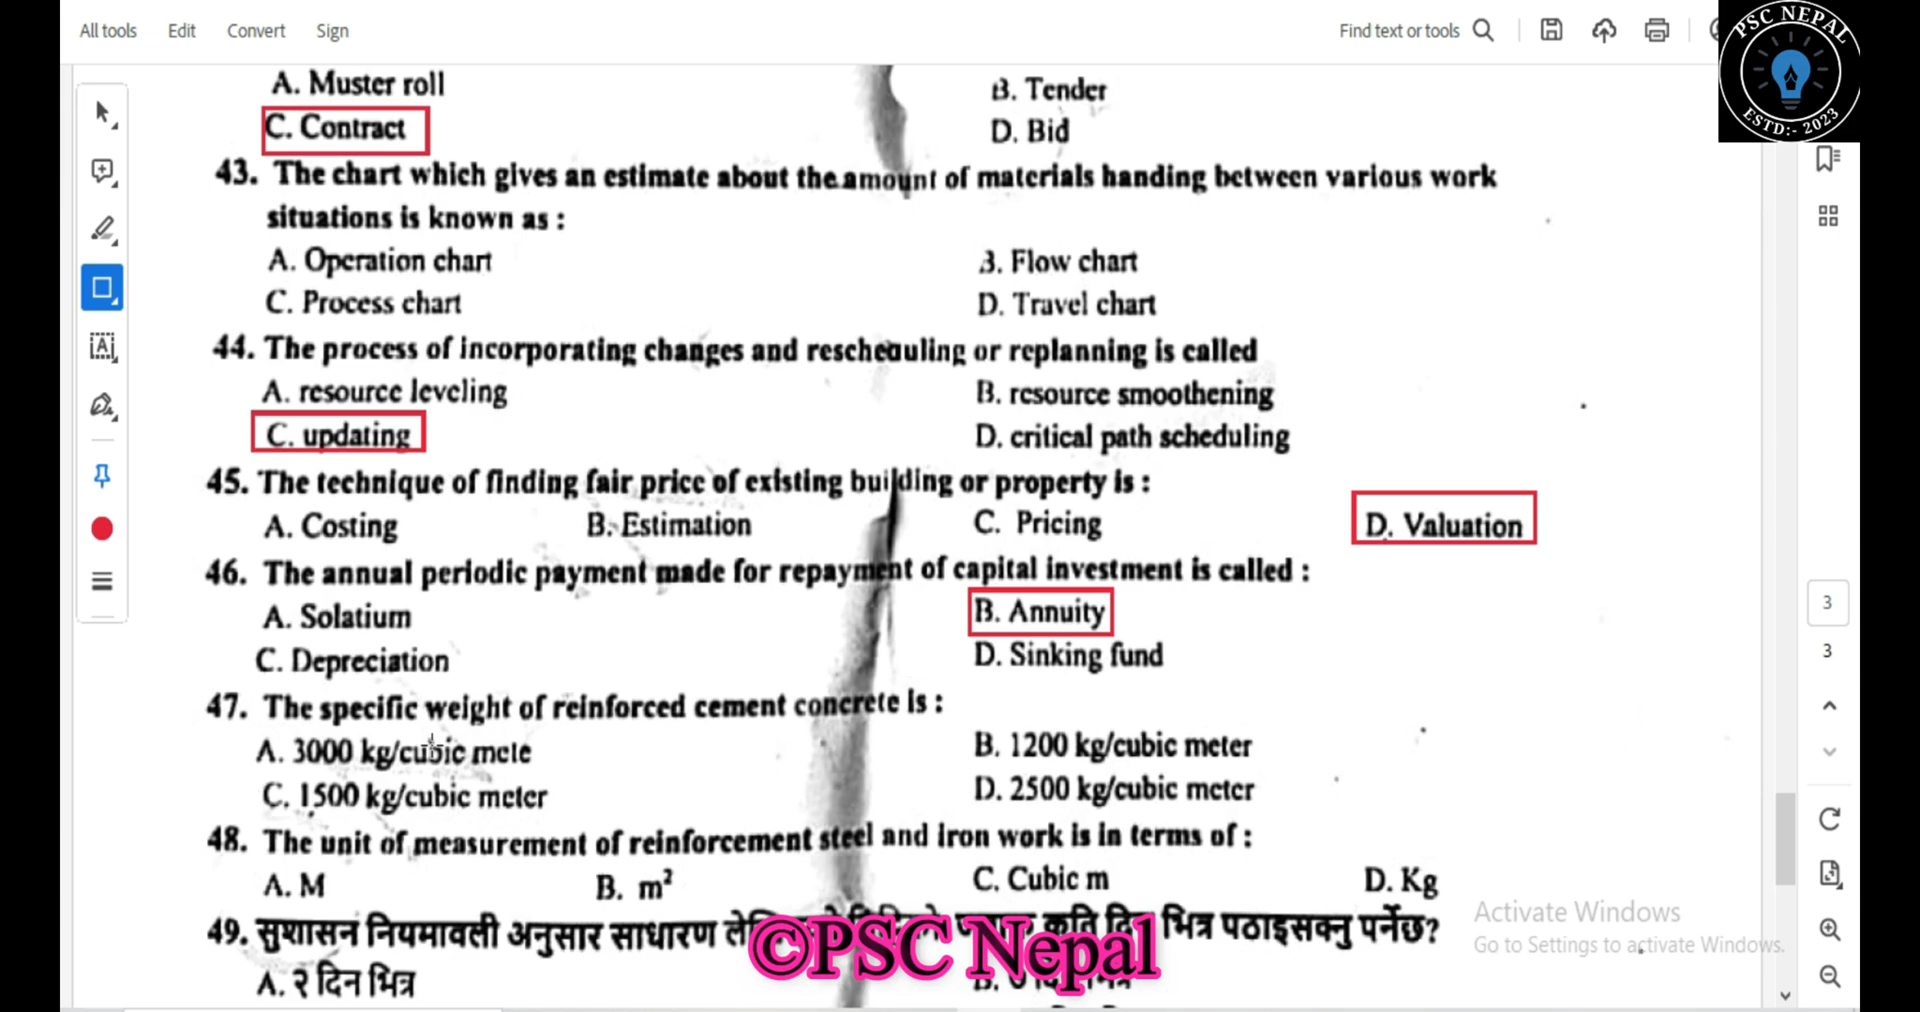 All tools Edit Convert Sign Find text or tools
PSC NEPAL
ESTD:- 2023
A. Muster roll B. Tender
C. Contract D. Bid
43. The chart which gives an estimate about the amount of materials handing between various work
situations is known as :
A. Operation chart B. Flow chart
C. Process chart D. Travel chart
44. The process of incorporating changes and rescheduling or replanning is called
A. resource leveling B. resource smoothening
C. updating D. critical path scheduling
45. The technique of finding fair price of existing building or property is :
A. Costing B. Estimation C. Pricing D. Valuation
46. The annual periodic payment made for repayment of capital investment is called :
A. Solatium B. Annuity
C. Depreciation D. Sinking fund
47. The specific weight of reinforced cement concrete is :
A. 3000 kg/cubic mete B. 1200 kg/cubic meter
C. 1500 kg/cubic meter D. 2500 kg/cubic meter
48. The unit of measurement of reinforcement steel and iron work is in terms of :
A. M B. m² C. Cubic m D. Kg
49. सुशासन नियमावली अनुसार साधारण कति दिन भित्र पठाइसक्नु पर्नेछ?
A. २ दिन भित्र B.
©PSC Nepal
Activate Windows
Go to Settings to activate Windows.
3
3